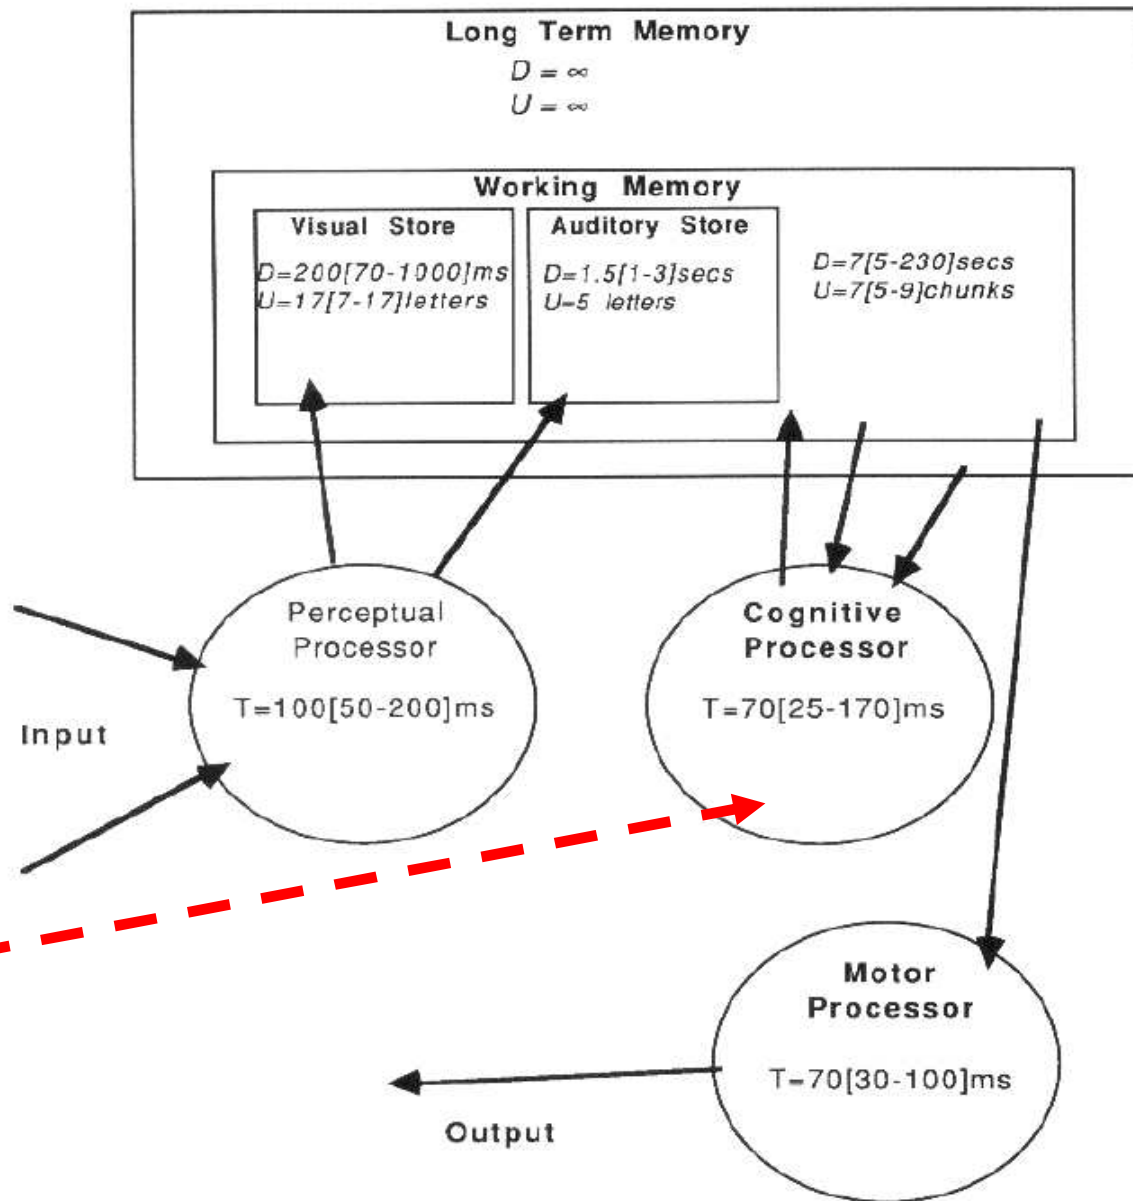 Long Term Memory
D = ∞
U = ∞
Working Memory
Visual Store
D=200[70-1000]ms
U=17[7-17]letters
Auditory Store
D=1.5[1-3]secs
U=5 letters
D=7[5-230]secs
U=7[5-9]chunks
Perceptual
Processor
T=100[50-200]ms
Cognitive
Processor
T=70[25-170]ms
Input
Motor
Processor
T=70[30-100]ms
Output